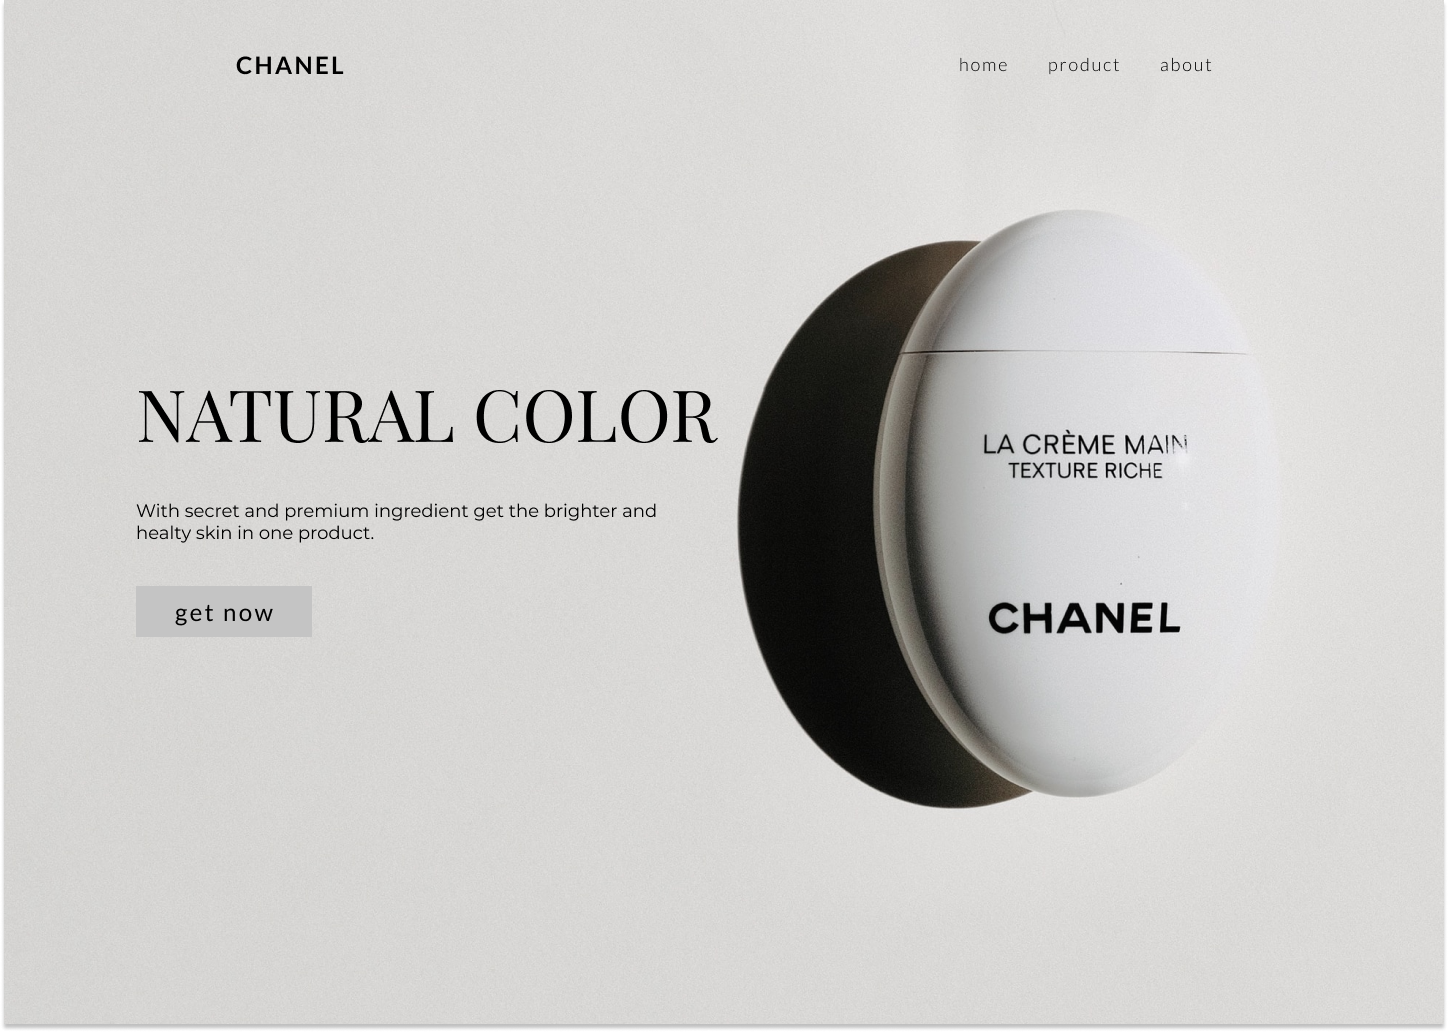 CHANEL
home product about
NATURAL COLOR
With secret and premium ingredient get the brighter and
healty skin in one product.
get now
LA CRÈME MAIN
TEXTURE RICHE
CHANEL